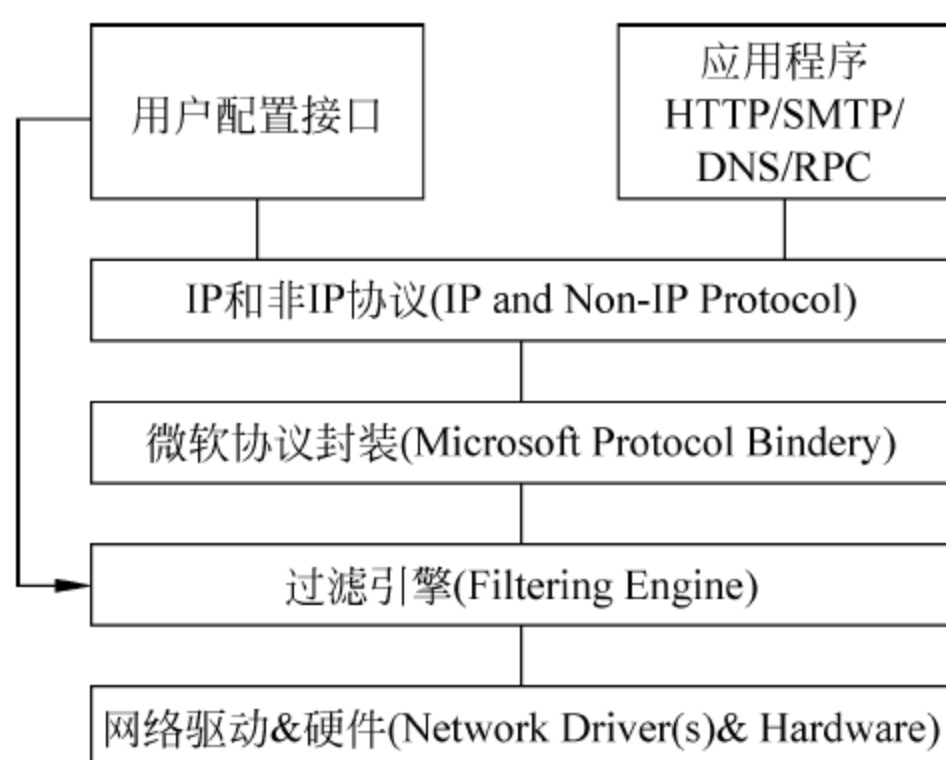 用户配置接口
应用程序
HTTP/SMTP/
DNS/RPC
IP和非IP协议(IP and Non-IP Protocol)
微软协议封装(Microsoft Protocol Bindery)
过滤引擎(Filtering Engine)
网络驱动&硬件(Network Driver(s)& Hardware)